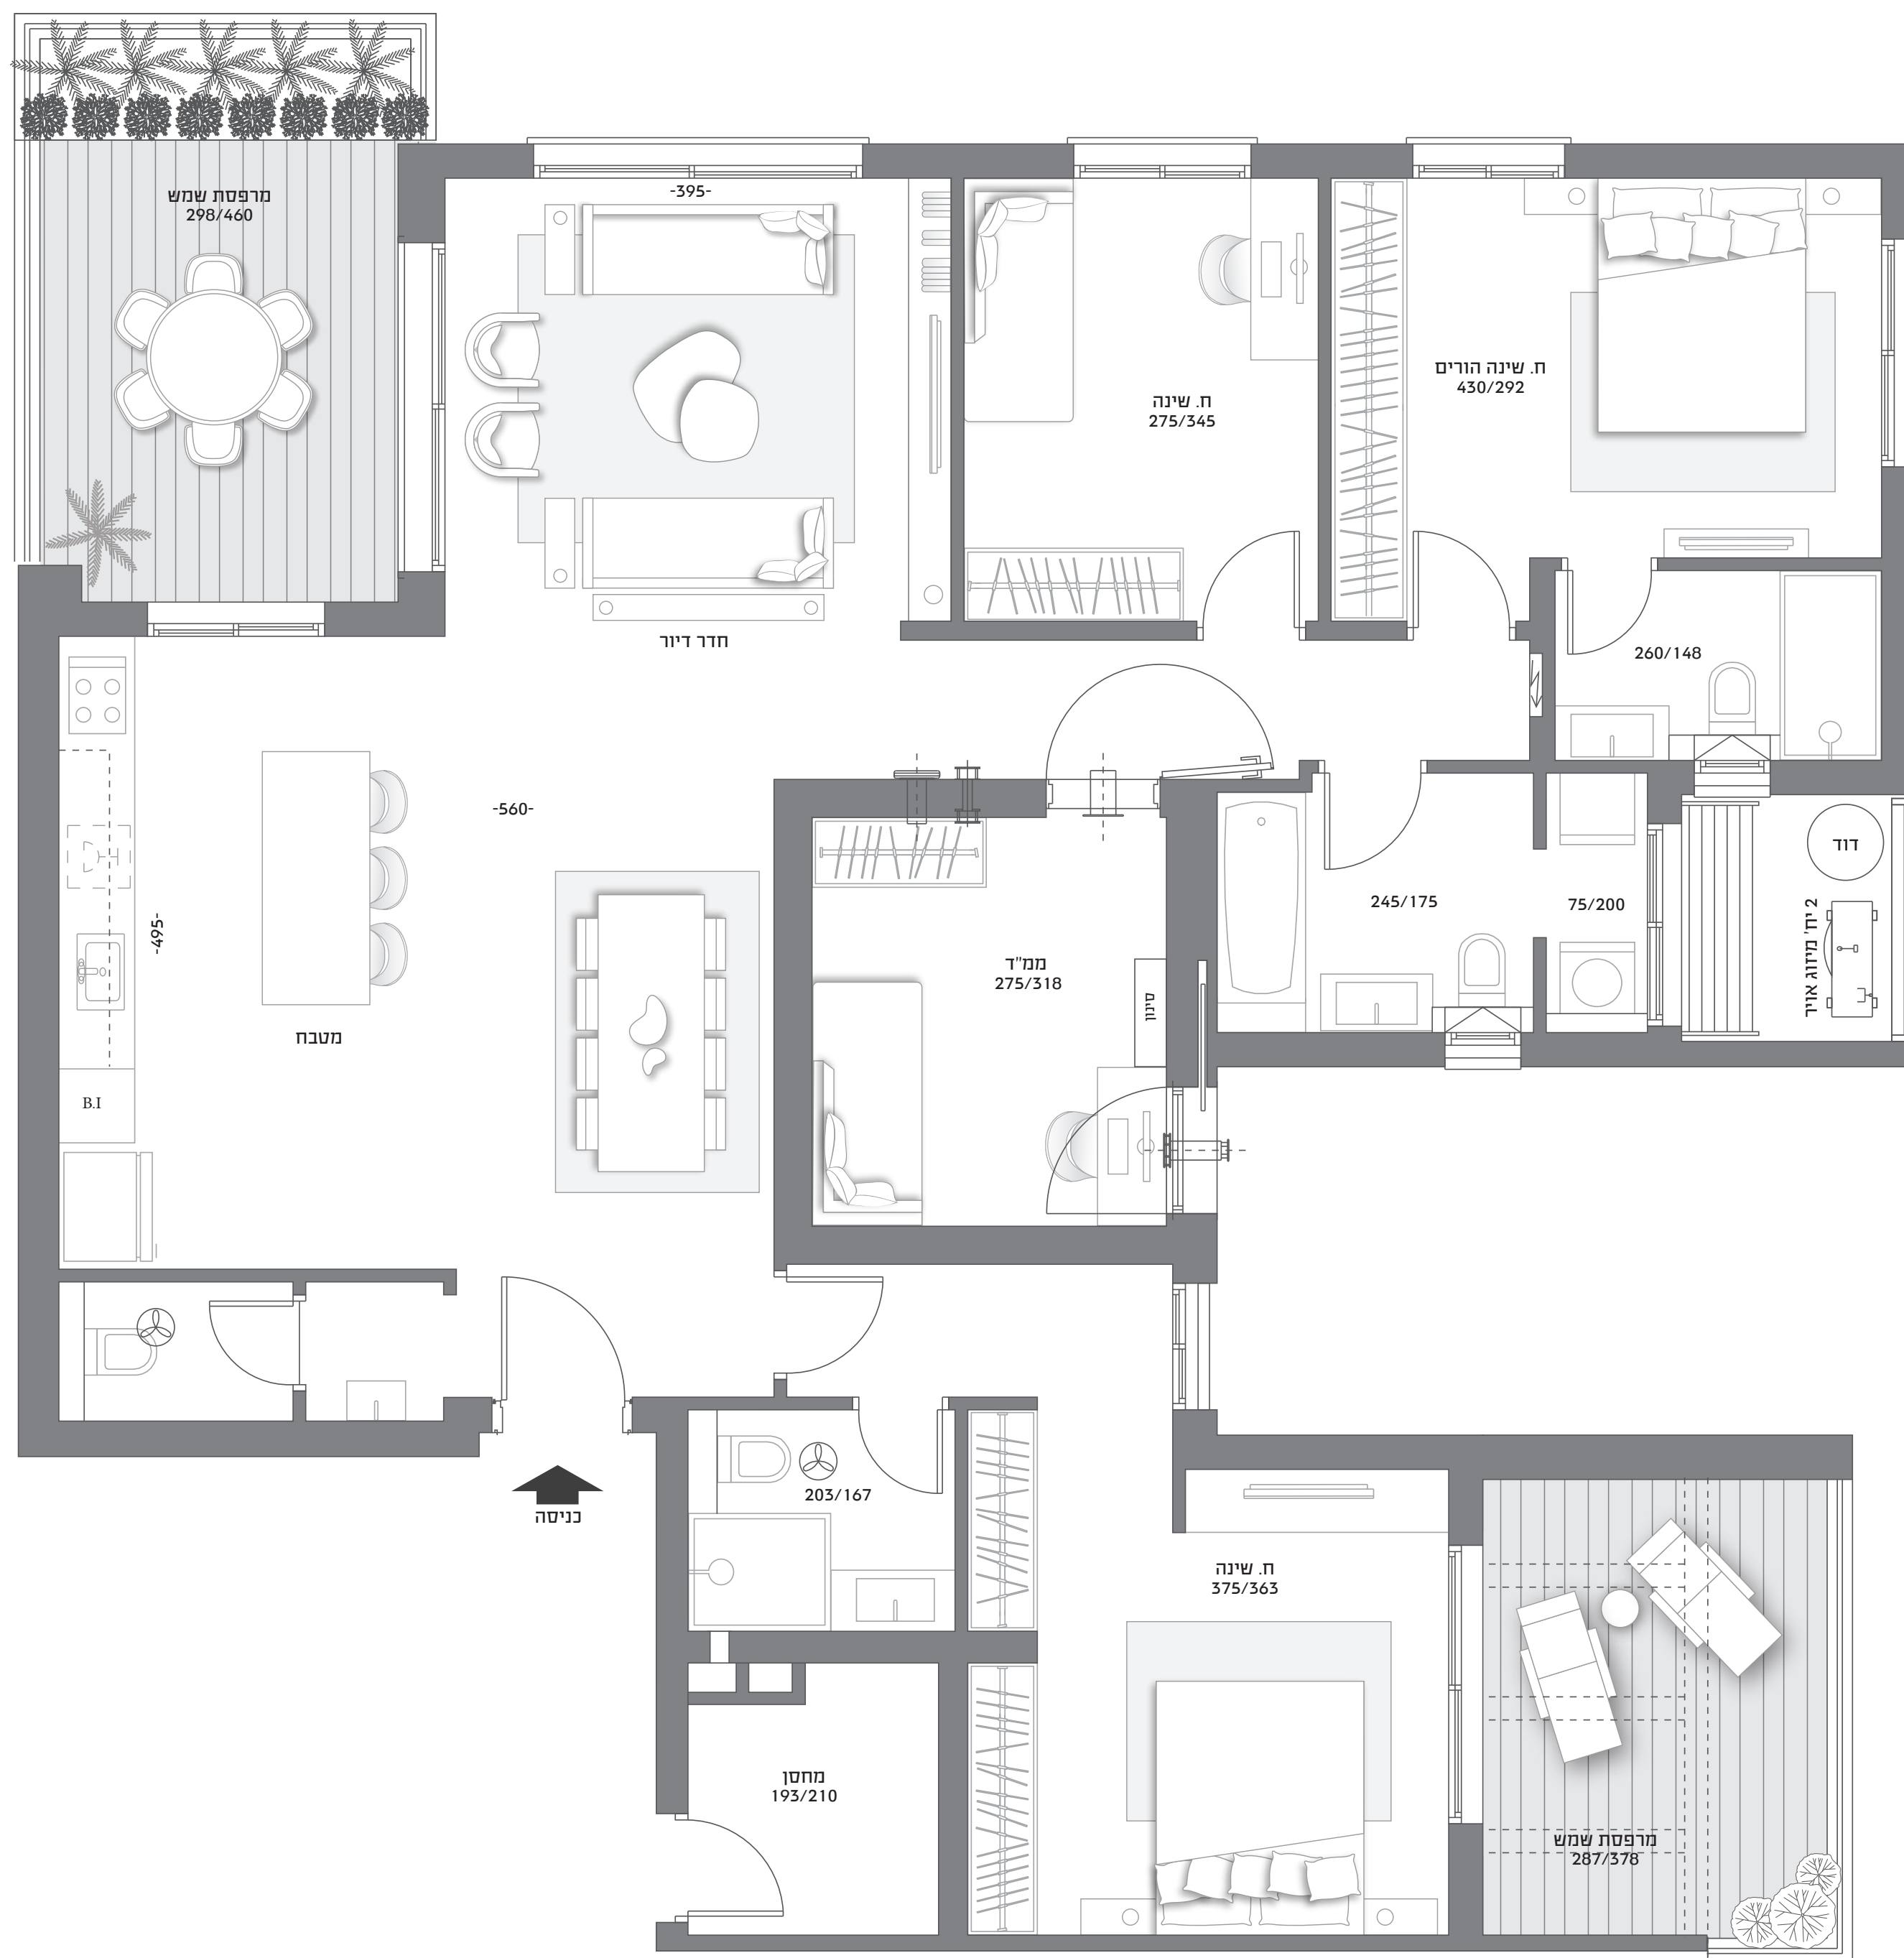 מרפסת שמש
298/460
-395-
ח. שינה הורים
430/292
ח. שינה
275/345
חדר דיור
260/148
-560-
דוד
2 יח' מיזוג אויר
245/175
75/200
-495-
ממ"ד
275/318
סינון
מטבח
B.I
203/167
כניסה
ח. שינה
375/363
מחסן
193/210
מרפסת שמש
287/378